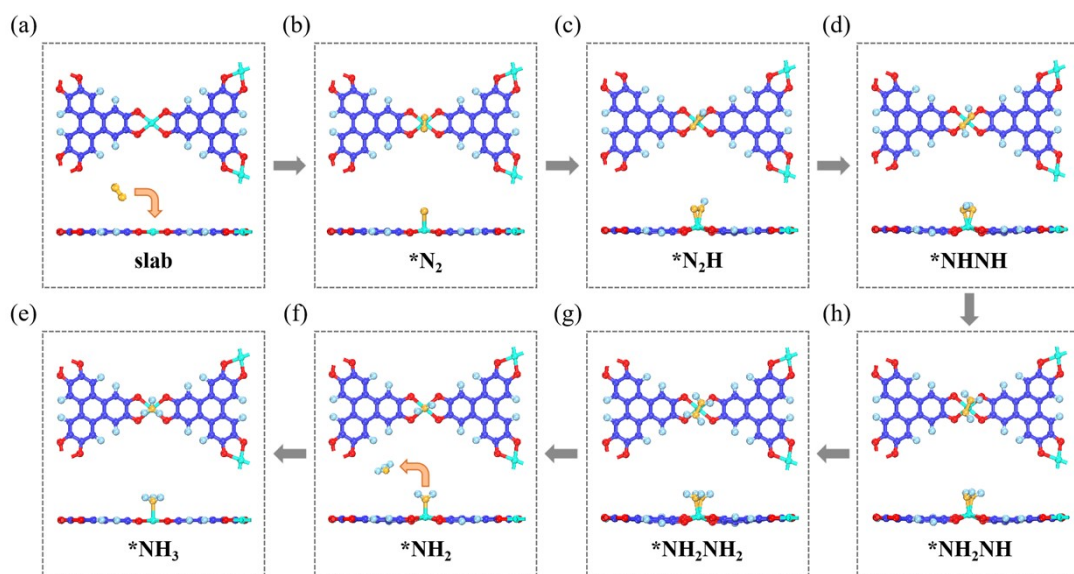 (a)
(b)
(c)
(d)
slab
*N₂
*N₂H
*NHNH
(e)
(f)
(g)
(h)
*NH₃
*NH₂
*NH₂NH₂
*NH₂NH